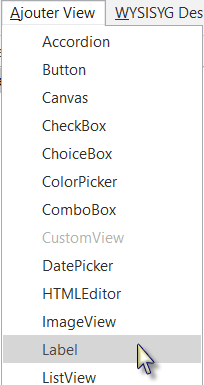 Ajouter View WYSISYG Des
Accordion
Button
Canvas
CheckBox
ChoiceBox
ColorPicker
ComboBox
CustomView
DatePicker
HTMLEditor
ImageView
Label
ListView